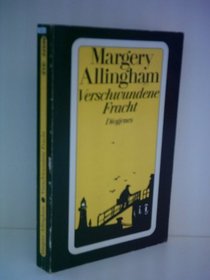 Margery
Allingham
Verschwundene
Fracht
Diogenes